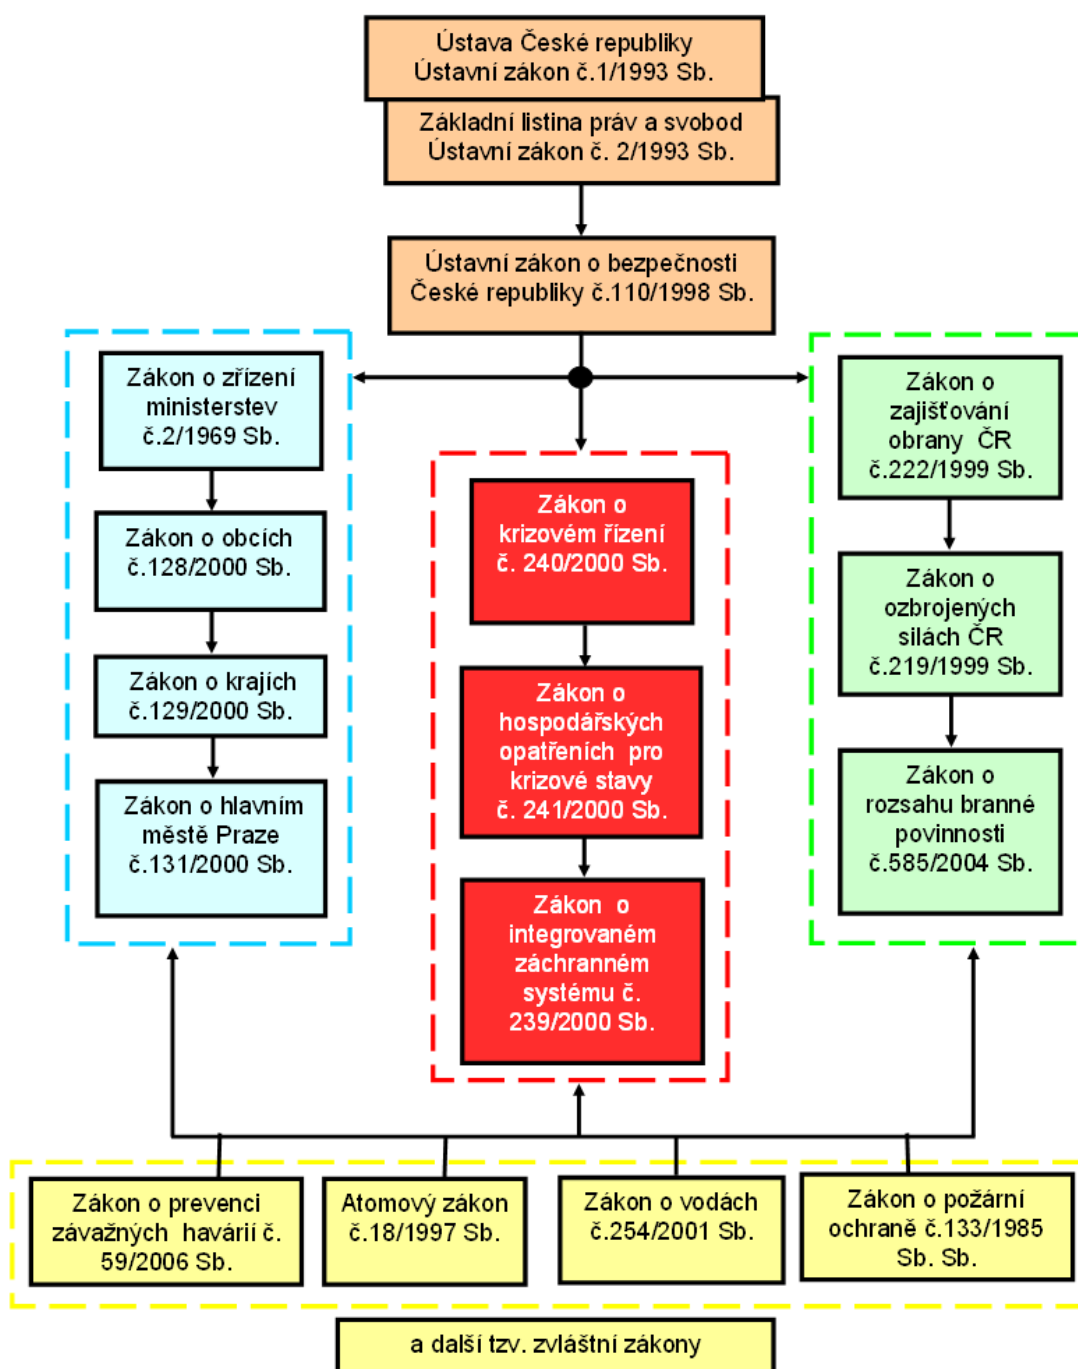 Ústava České republiky
Ústavní zákon č.1/1993 Sb.
Základní listina práv a svobod
Ústavní zákon č. 2/1993 Sb.
Ústavní zákon o bezpečnosti
České republiky č.110/1998 Sb.
Zákon o zřízení
ministerstev
č.2/1969 Sb.
Zákon o obcích
č.128/2000 Sb.
Zákon o krajích
č.129/2000 Sb.
Zákon o hlavním
městě Praze
č.131/2000 Sb.
Zákon o
krizovém řízení
č. 240/2000 Sb.
Zákon o
hospodářských
opatřeních pro
krizové stavy
č. 241/2000 Sb.
Zákon o
integrovaném
záchranném
systému č.
239/2000 Sb.
Zákon o
zajišťování
obrany ČR
č.222/1999 Sb.
Zákon o
ozbrojených
silách ČR
č.219/1999 Sb.
Zákon o
rozsahu branné
povinnosti
č.585/2004 Sb.
Zákon o prevenci
závažných havárií č.
59/2006 Sb.
Atomový zákon
č.18/1997 Sb.
Zákon o vodách
č.254/2001 Sb.
Zákon o požární
ochraně č.133/1985
Sb. Sb.
a další tzv. zvláštní zákony